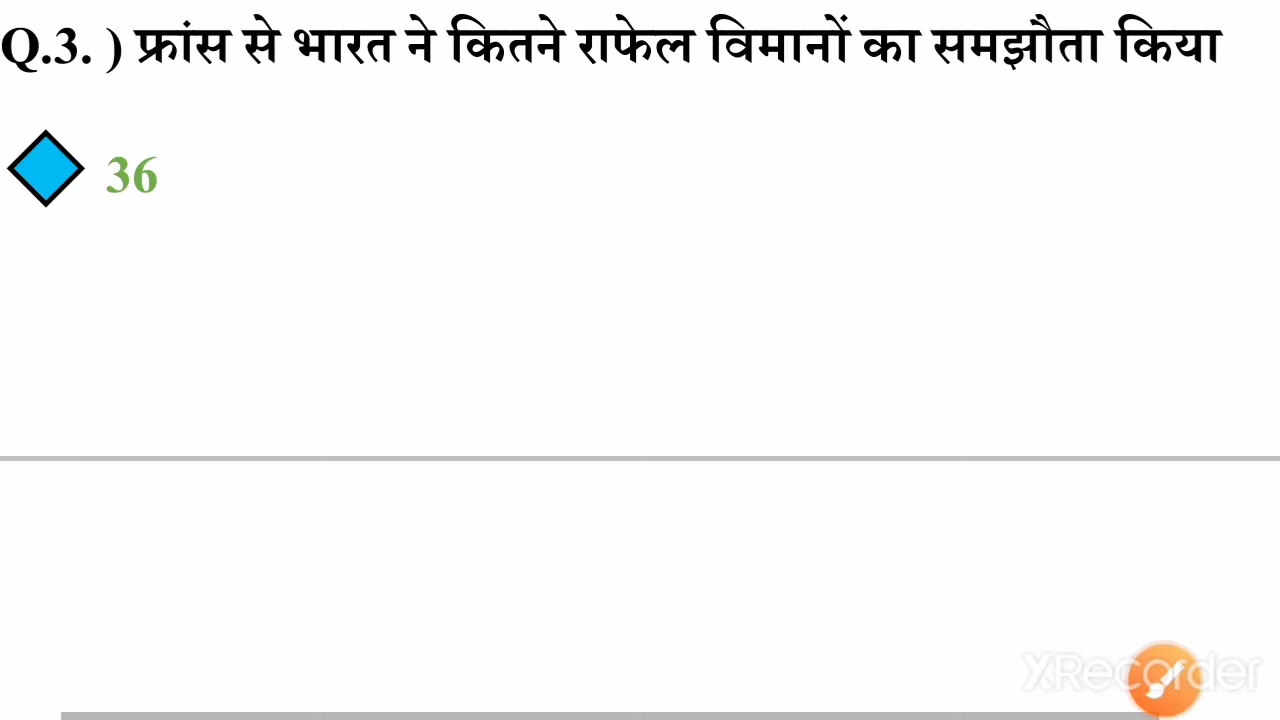 Q.3. ) फ्रांस से भारत ने कितने राफेल विमानों का समझौता किया
36
XRecorder